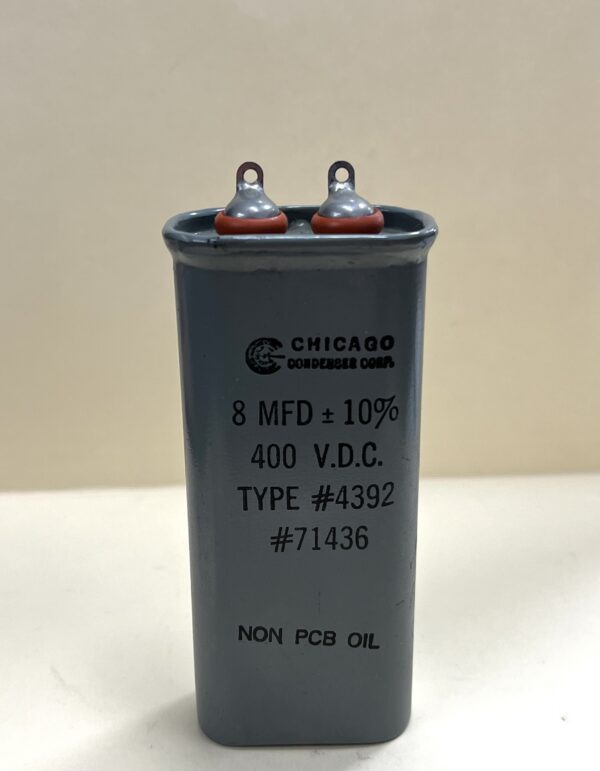 CHICAGO
CONDENSER CORP.
8 MFD ± 10%
400 V.D.C.
TYPE #4392
#71436
NON PCB OIL